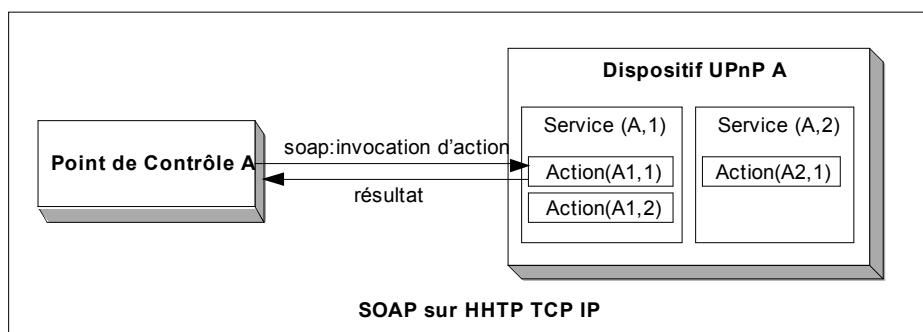 Dispositif UPnP A
Service (A,1)
Service (A,2)
Point de Contrôle A
soap:invocation d'action
Action(A1,1)
Action(A2,1)
résultat
Action(A1,2)
SOAP sur HHTP TCP IP